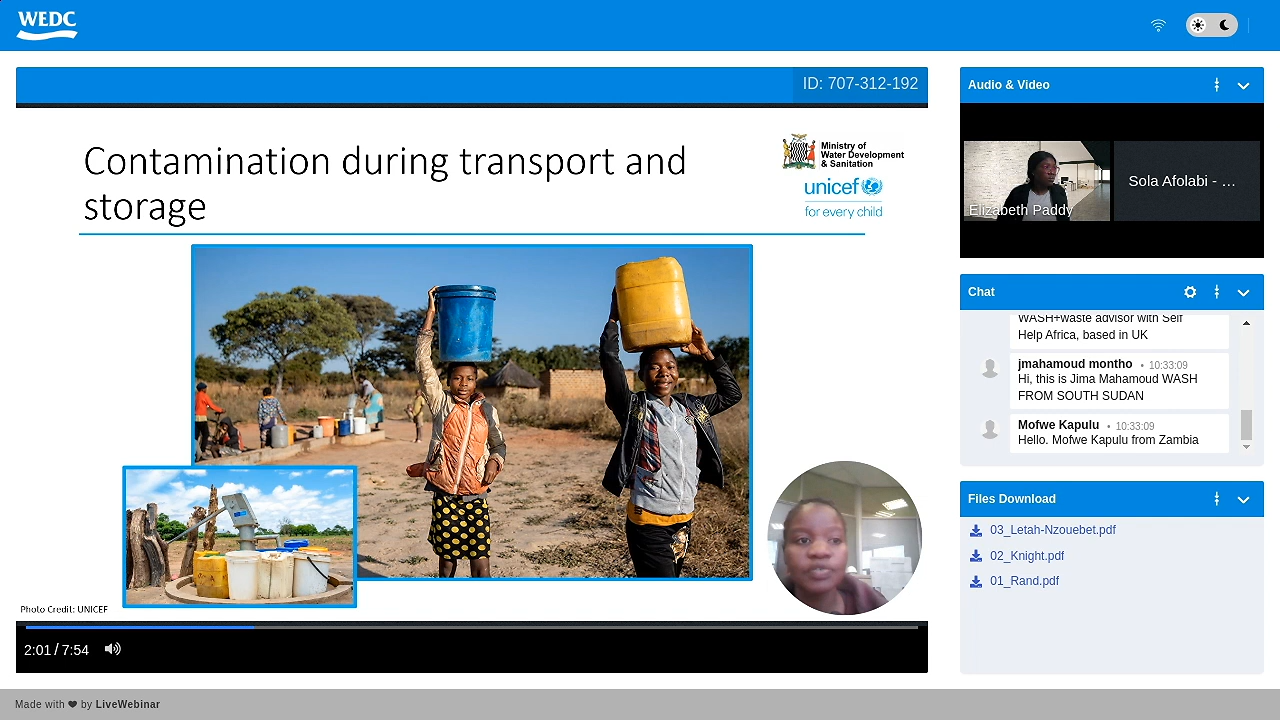 WEDC
ID: 707-312-192
Contamination during transport and
storage
Ministry of
Water Development
& Sanitation
unicef
for every child
Photo Credit: UNICEF
2:01 / 7:54
Audio & Video
Elizabeth Paddy
Sola Afolabi - …
Chat
WASH+waste advisor with Self
Help Africa, based in UK
jmahamoud montho • 10:33:09
Hi, this is Jima Mahamoud WASH
FROM SOUTH SUDAN
Mofwe Kapulu • 10:33:09
Hello. Mofwe Kapulu from Zambia
Files Download
03_Letah-Nzouebet.pdf
02_Knight.pdf
01_Rand.pdf
Made with ❤ by LiveWebinar